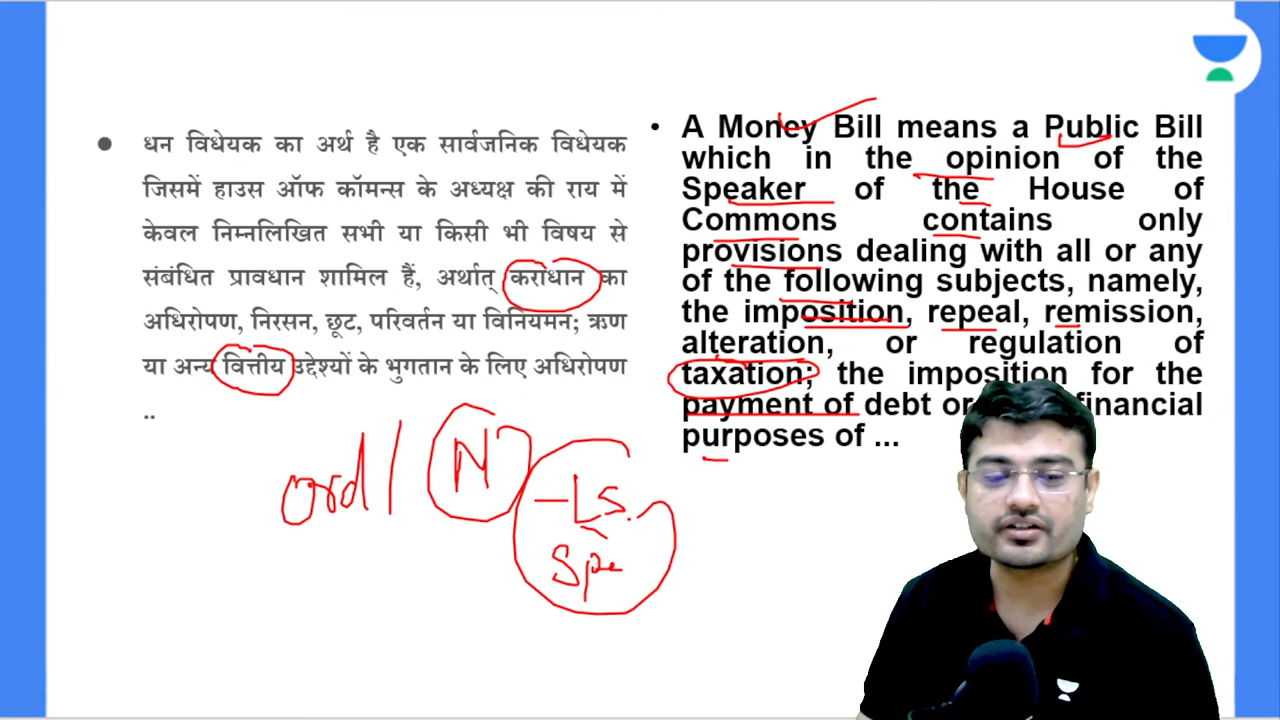 ● धन विधेयक का अर्थ है एक सार्वजनिक विधेयक
जिसमें हाउस ऑफ कॉमन्स के अध्यक्ष की राय में
केवल निम्नलिखित सभी या किसी भी विषय से
संबंधित प्रावधान शामिल हैं, अर्थात् कराधान का
अधिरोपण, निरसन, छूट, परिवर्तन या विनियमन; ऋण
या अन्य वित्तीय उद्देश्यों के भुगतान के लिए अधिरोपण
..
• A Money Bill means a Public Bill
which in the opinion of the
Speaker of the House of
Commons contains only
provisions dealing with all or any
of the following subjects, namely,
the imposition, repeal, remission,
alteration, or regulation of
taxation; the imposition for the
payment of debt or financial
purposes of ...
ord/ M - LS.
Spe